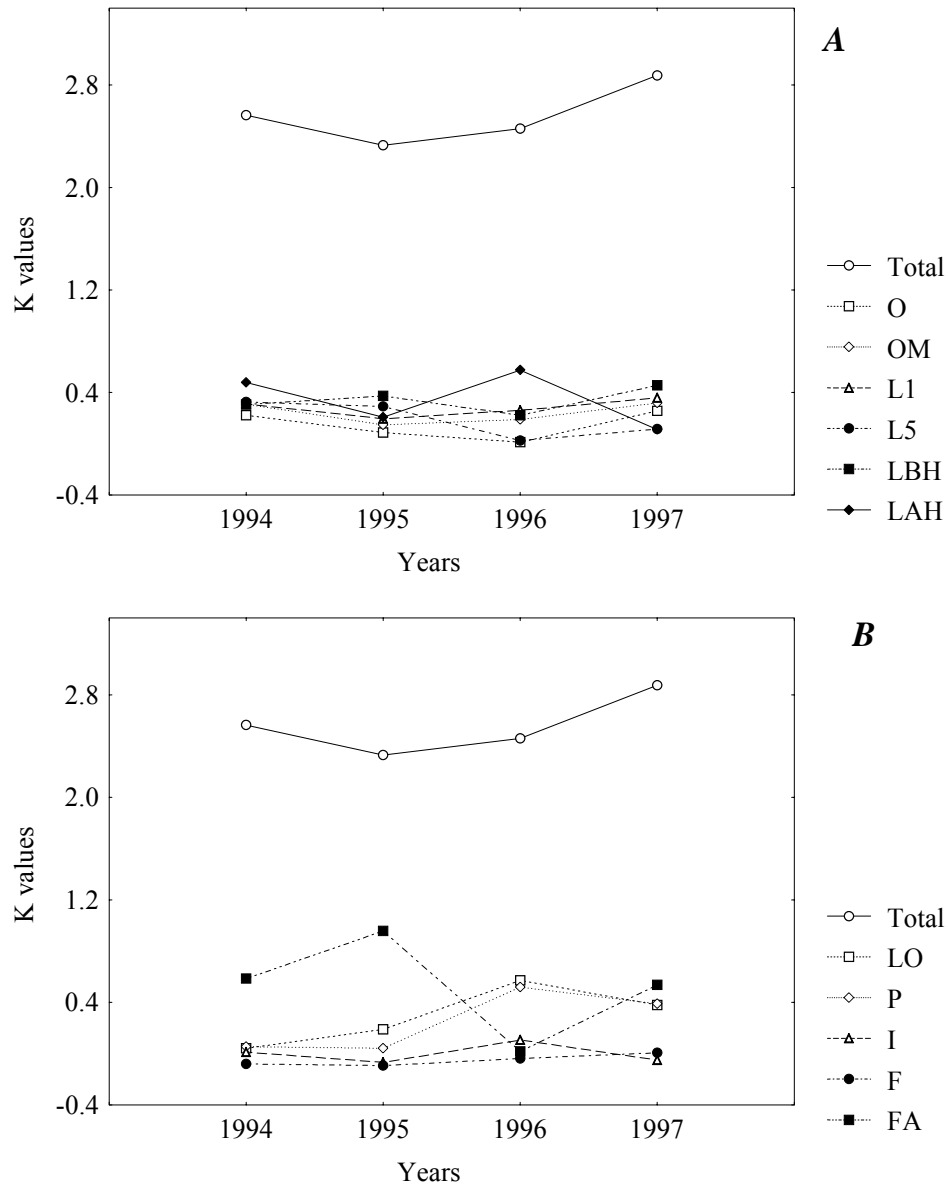 A
2.8
2.0
1.2
0.4
-0.4
K values
1994 1995 1996 1997
Years
Total
O
OM
L1
L5
LBH
LAH
B
2.8
2.0
1.2
0.4
-0.4
K values
1994 1995 1996 1997
Years
Total
LO
P
I
F
FA